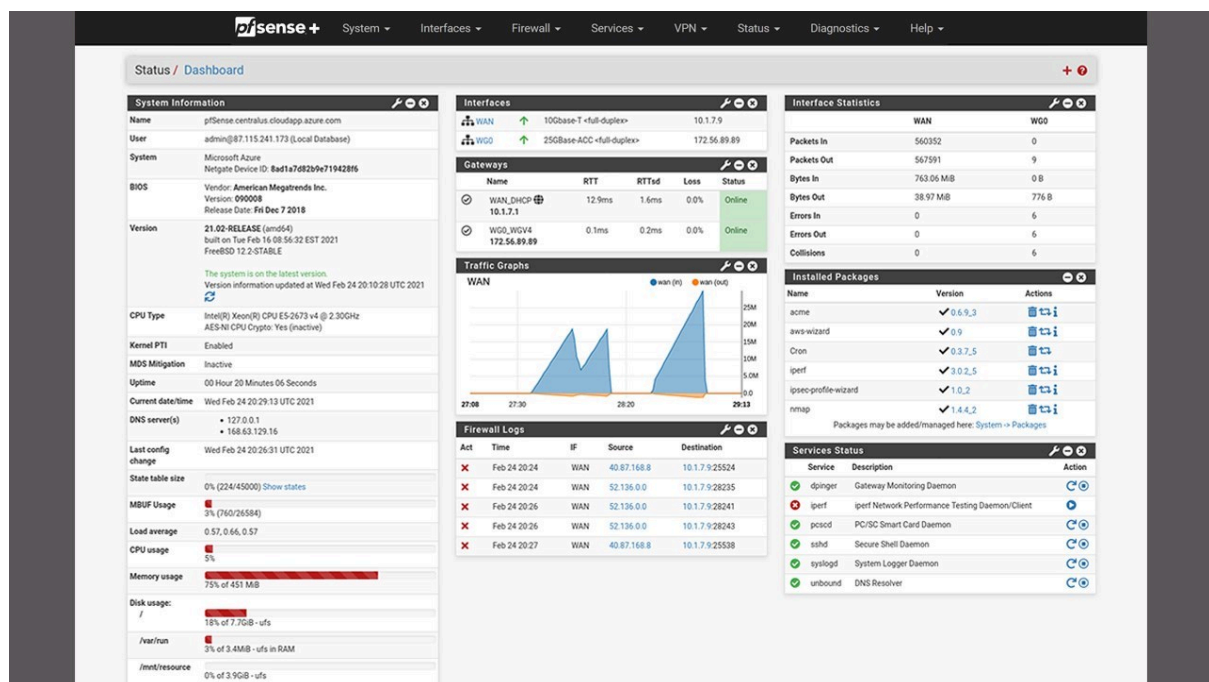 pfsense +
System Interfaces Firewall Services VPN Status Diagnostics Help
Status / Dashboard
System Information
Name pfSense.centralus.cloudapp.azure.com
User admin@87.115.241.173 (Local Database)
System Microsoft Azure
Netgate Device ID: 8ad1a7d82b9e719428f6
BIOS Vendor: American Megatrends Inc.
Version: 090008
Release Date: Fri Dec 7 2018
Version 21.02-RELEASE (amd64)
built on Tue Feb 16 08:56:32 EST 2021
FreeBSD 12.2-STABLE
The system is on the latest version.
Version information updated at Wed Feb 24 20:10:28 UTC 2021
CPU Type Intel(R) Xeon(R) CPU E5-2673 v4 @ 2.30GHz
AES-NI CPU Crypto: Yes (inactive)
Kernel PTI Enabled
MDS Mitigation Inactive
Uptime 00 Hour 20 Minutes 06 Seconds
Current date/time Wed Feb 24 20:29:13 UTC 2021
DNS server(s) • 127.0.0.1
• 168.63.129.16
Last config change Wed Feb 24 20:26:31 UTC 2021
State table size 0% (224/45000) Show states
MBUF Usage 3% (760/26584)
Load average 0.57, 0.66, 0.57
CPU usage 5%
Memory usage 75% of 451 MiB
Disk usage:
/ 18% of 7.7GiB - ufs
/var/run 3% of 3.4MiB - ufs in RAM
/mnt/resource 0% of 3.9GiB - ufs
Interfaces
WAN 10Gbase-T <full-duplex> 10.1.7.9
WG0 25GBase-ACC <full-duplex> 172.56.89.89
Gateways
Name RTT RTTsd Loss Status
WAN_DHCP 12.9ms 1.6ms 0.0% Online
10.1.7.1
WG0_WGV4 0.1ms 0.2ms 0.0% Online
172.56.89.89
Traffic Graphs
WAN
wan (in) wan (out)
25M
20M
15M
10M
5.0M
0.0
27:08 27:30 28:20 29:13
Firewall Logs
Act Time IF Source Destination
Feb 24 20:24 WAN 40.87.168.8 10.1.7.9:25524
Feb 24 20:24 WAN 52.136.0.0 10.1.7.9:28235
Feb 24 20:26 WAN 52.136.0.0 10.1.7.9:28241
Feb 24 20:26 WAN 52.136.0.0 10.1.7.9:28243
Feb 24 20:27 WAN 40.87.168.8 10.1.7.9:25538
Interface Statistics
WAN WG0
Packets In 560352 0
Packets Out 567591 9
Bytes In 763.06 MiB 0 B
Bytes Out 38.97 MiB 776 B
Errors In 0 6
Errors Out 0 6
Collisions 0 6
Installed Packages
Name Version Actions
acme 0.6.9_3
aws-wizard 0.9
Cron 0.3.7_5
iperf 3.0.2_5
ipsec-profile-wizard 1.0_2
nmap 1.4.4_2
Packages may be added/managed here: System -> Packages
Services Status
Service Description Action
dpinger Gateway Monitoring Daemon
iperf iperf Network Performance Testing Daemon/Client
pcscd PC/SC Smart Card Daemon
sshd Secure Shell Daemon
syslogd System Logger Daemon
unbound DNS Resolver